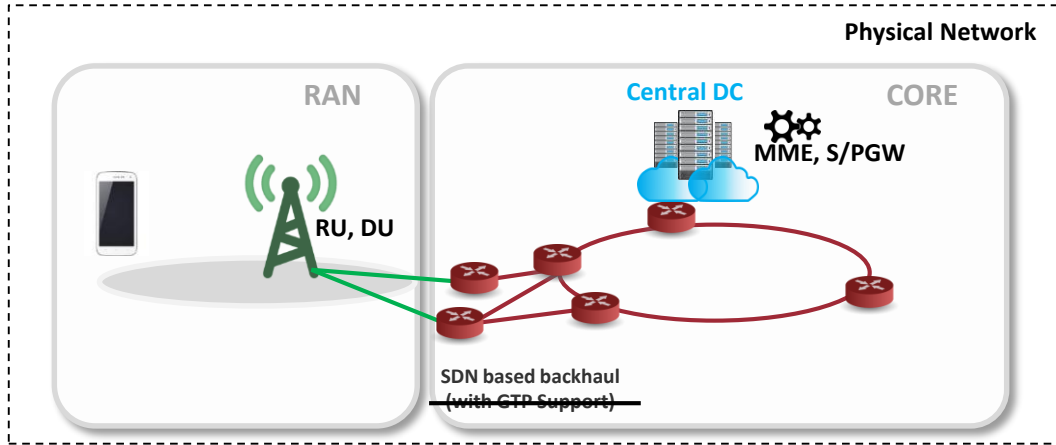 Physical Network
RAN
CORE
Central DC
MME, S/PGW
RU, DU
SDN based backhaul
(with GTP Support)